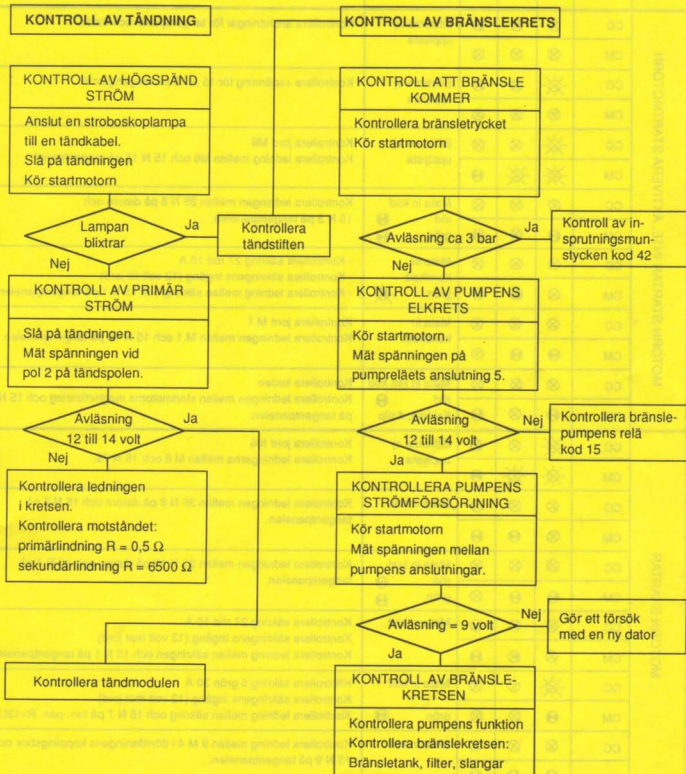 KONTROLL AV TÄNDNING
KONTROLL AV HÖGSPÄND
STRÖM
Anslut en stroboskoplampa
till en tändkabel.
Slå på tändningen
Kör startmotorn
Lampan
blixtrar
Ja
Nej
Kontrollera
tändstiften
KONTROLL AV PRIMÄR
STRÖM
Slå på tändningen.
Mät spänningen vid
pol 2 på tändspolen.
Avläsning
12 till 14 volt
Ja
Nej
Kontrollera ledningen
i kretsen.
Kontrollera motståndet:
primärlindning R = 0,5 Ω
sekundärlindning R = 6500 Ω
Kontrollera tändmodulen
KONTROLL AV BRÄNSLEKRETS
KONTROLL ATT BRÄNSLE
KOMMER
Kontrollera bränsletrycket
Kör startmotorn
Avläsning ca 3 bar
Ja
Nej
Kontroll av in-
sprutningsmun-
stycken kod 42
KONTROLL AV PUMPENS
ELKRETS
Kör startmotorn.
Mät spänningen på
pumpreläets anslutning 5.
Avläsning
12 till 14 volt
Nej
Ja
Kontrollera bränsle-
pumpens relä
kod 15
KONTROLLERA PUMPENS
STRÖMFÖRSÖRJNING
Kör startmotorn
Mät spänningen mellan
pumpens anslutningar.
Avläsning = 9 volt
Nej
Ja
Gör ett försök
med en ny dator
KONTROLL AV BRÄNSLE-
KRETSEN
Kontrollera pumpens funktion
Kontrollera bränslekretsen:
Bränsletank, filter, slangar